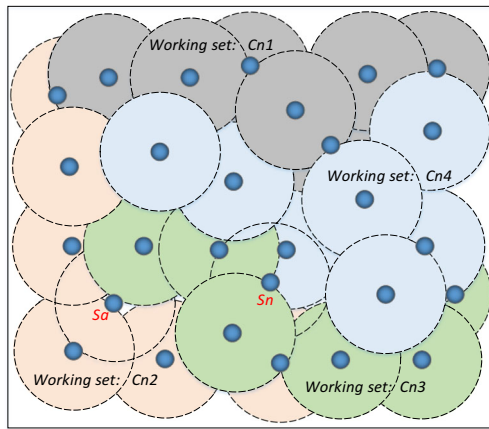 Working set: Cn1
Working set: Cn4
Sa
Sn
Working set: Cn2
Working set: Cn3